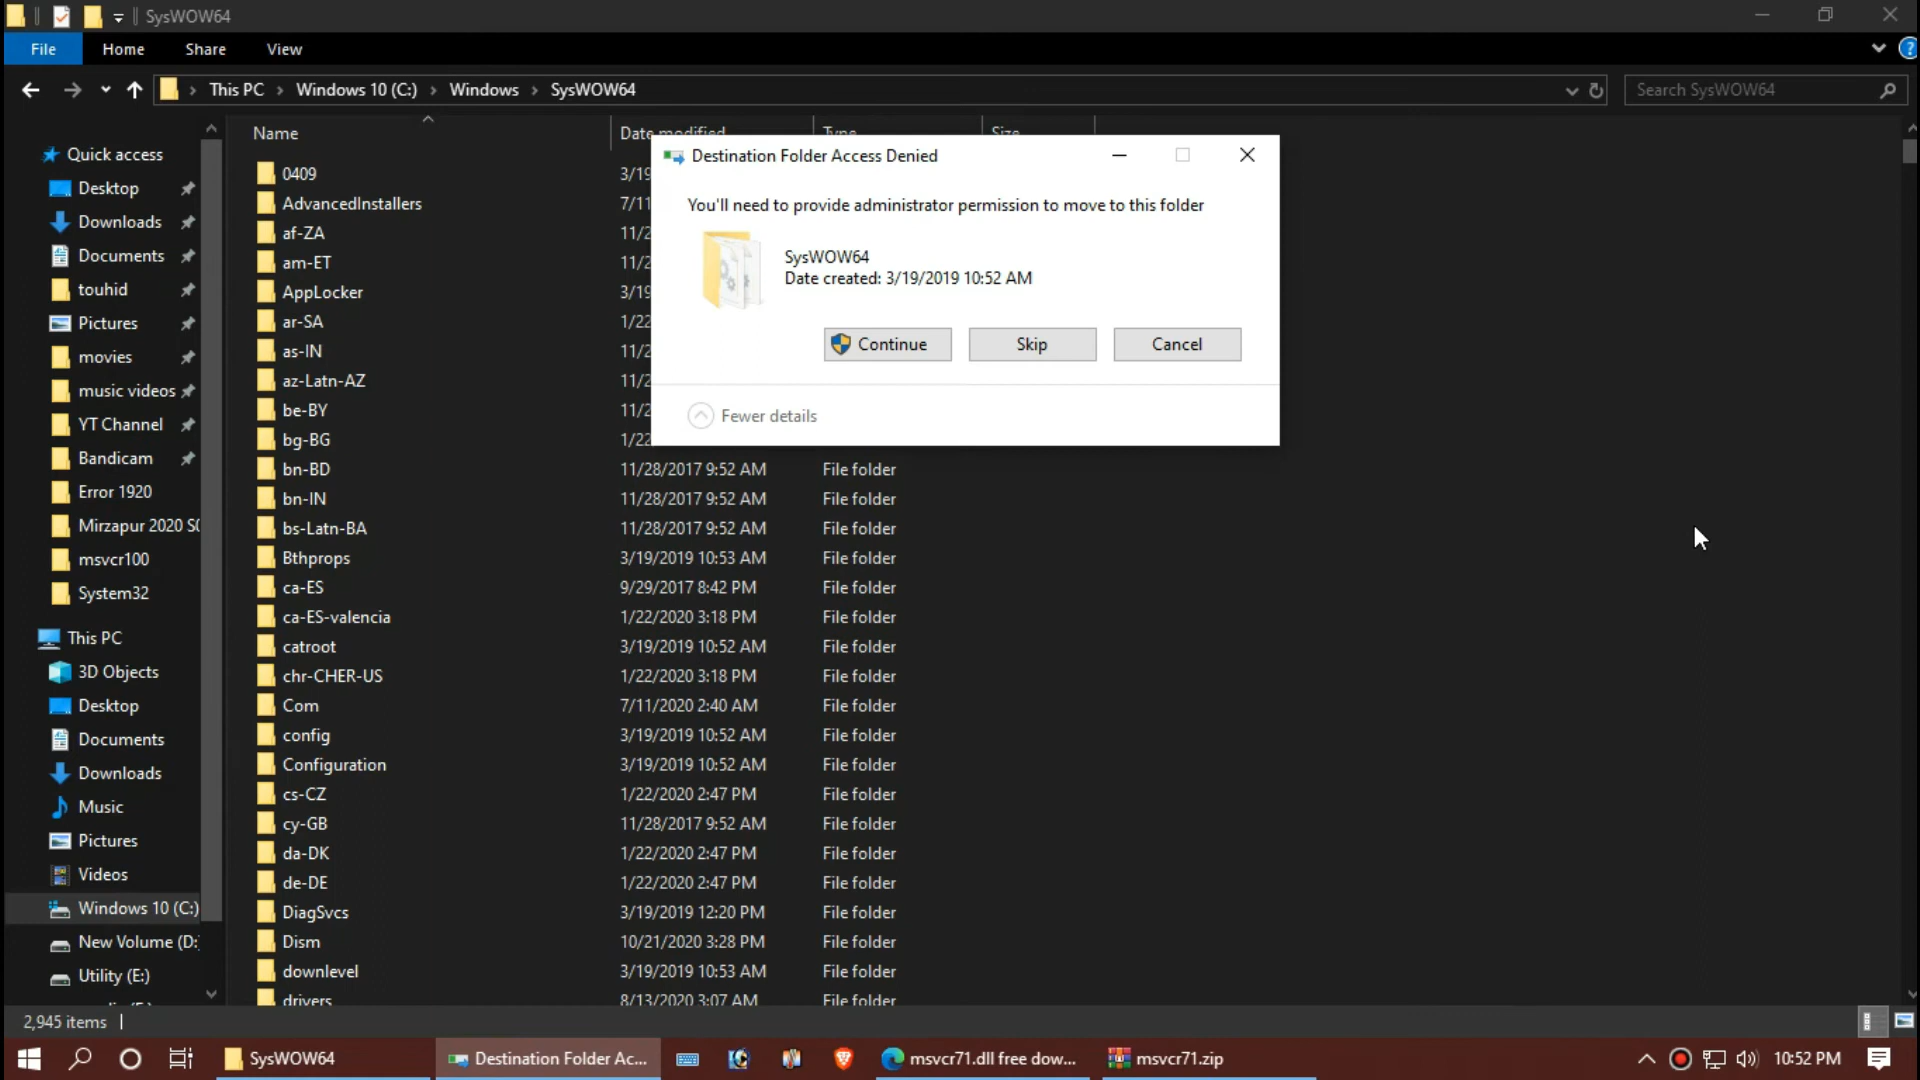 SysWOW64
File Home Share View
This PC Windows 10 (C:) Windows SysWOW64
Search SysWOW64
Name Date modified Type Size
Quick access
Desktop
Downloads
Documents
touhid
Pictures
movies
music videos
YT Channel
Bandicam
Error 1920
Mirzapur 2020 S0
msvcr100
System32
This PC
3D Objects
Desktop
Documents
Downloads
Music
Pictures
Videos
Windows 10 (C:)
New Volume (D:
Utility (E:)
0409 3/19
AdvancedInstallers 7/11
af-ZA 11/2
am-ET 11/2
AppLocker 3/19
ar-SA 1/22
as-IN 11/2
az-Latn-AZ 11/2
be-BY 11/2
bg-BG 1/22
bn-BD 11/28/2017 9:52 AM File folder
bn-IN 11/28/2017 9:52 AM File folder
bs-Latn-BA 11/28/2017 9:52 AM File folder
Bthprops 3/19/2019 10:53 AM File folder
ca-ES 9/29/2017 8:42 PM File folder
ca-ES-valencia 1/22/2020 3:18 PM File folder
catroot 3/19/2019 10:52 AM File folder
chr-CHER-US 1/22/2020 3:18 PM File folder
Com 7/11/2020 2:40 AM File folder
config 3/19/2019 10:52 AM File folder
Configuration 3/19/2019 10:52 AM File folder
cs-CZ 1/22/2020 2:47 PM File folder
cy-GB 11/28/2017 9:52 AM File folder
da-DK 1/22/2020 2:47 PM File folder
de-DE 1/22/2020 2:47 PM File folder
DiagSvcs 3/19/2019 12:20 PM File folder
Dism 10/21/2020 3:28 PM File folder
downlevel 3/19/2019 10:53 AM File folder
drivers 8/13/2020 3:07 AM File folder
Destination Folder Access Denied
You'll need to provide administrator permission to move to this folder
SysWOW64
Date created: 3/19/2019 10:52 AM
Continue Skip Cancel
Fewer details
2,945 items
SysWOW64 Destination Folder Ac... msvcr71.dll free dow... msvcr71.zip 10:52 PM